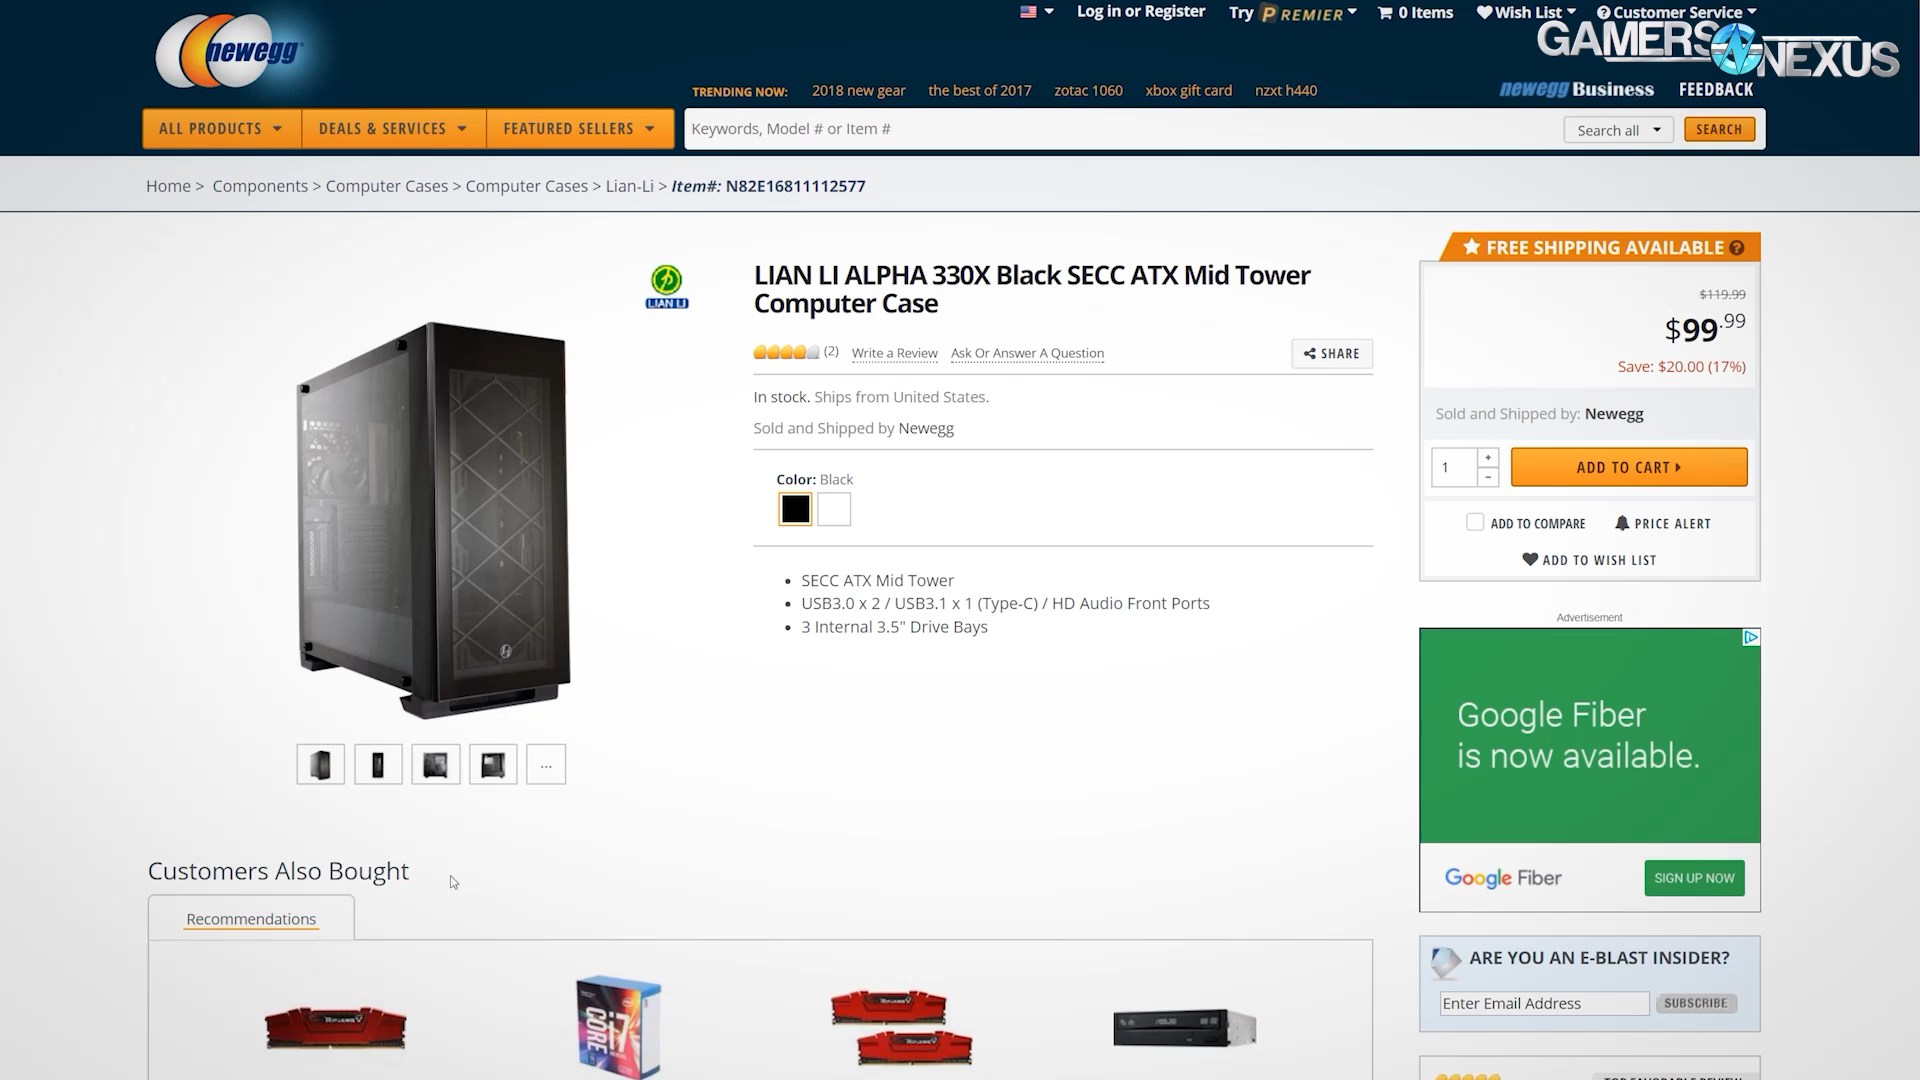 Log in or Register Try PREMIER 0 Items Wish List Customer Service
newegg
GAMERS NEXUS
TRENDING NOW: 2018 new gear the best of 2017 zotac 1060 xbox gift card nzxt h440
newegg Business FEEDBACK
ALL PRODUCTS DEALS & SERVICES FEATURED SELLERS Keywords, Model # or Item # Search all SEARCH
Home > Components > Computer Cases > Computer Cases > Lian-Li > Item#: N82E16811112577
FREE SHIPPING AVAILABLE ?
LIAN LI
LIAN LI ALPHA 330X Black SECC ATX Mid Tower
Computer Case
(2) Write a Review Ask Or Answer A Question SHARE
In stock. Ships from United States.
Sold and Shipped by Newegg
Color: Black
• SECC ATX Mid Tower
• USB3.0 x 2 / USB3.1 x 1 (Type-C) / HD Audio Front Ports
• 3 Internal 3.5" Drive Bays
$119.99
$99.99
Save: $20.00 (17%)
Sold and Shipped by: Newegg
1 + - ADD TO CART
ADD TO COMPARE PRICE ALERT
ADD TO WISH LIST
Advertisement
Google Fiber
is now available.
Google Fiber SIGN UP NOW
...
Customers Also Bought
Recommendations
RIPJAWS V
CORE i7
RIPJAWS V
RIPJAWS V
ASUS
ARE YOU AN E-BLAST INSIDER?
Enter Email Address SUBSCRIBE